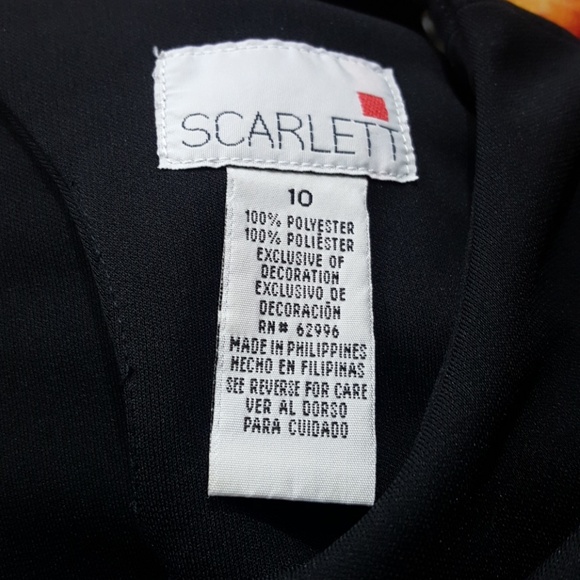 SCARLETT
10
100% POLYESTER
100% POLIÉSTER
EXCLUSIVE OF
DECORATION
EXCLUSIVO DE
DECORACIÓN
RN# 62996
MADE IN PHILIPPINES
HECHO EN FILIPINAS
SEE REVERSE FOR CARE
VER AL DORSO
PARA CUIDADO